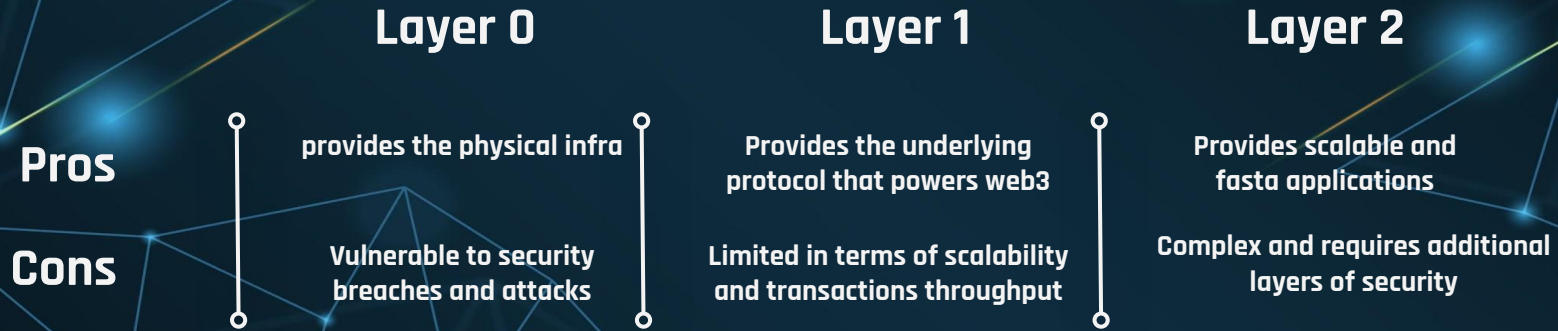 Layer 0
Layer 1
Layer 2
Pros
provides the physical infra
Provides the underlying
protocol that powers web3
Provides scalable and
fasta applications
Cons
Vulnerable to security
breaches and attacks
Limited in terms of scalability
and transactions throughput
Complex and requires additional
layers of security